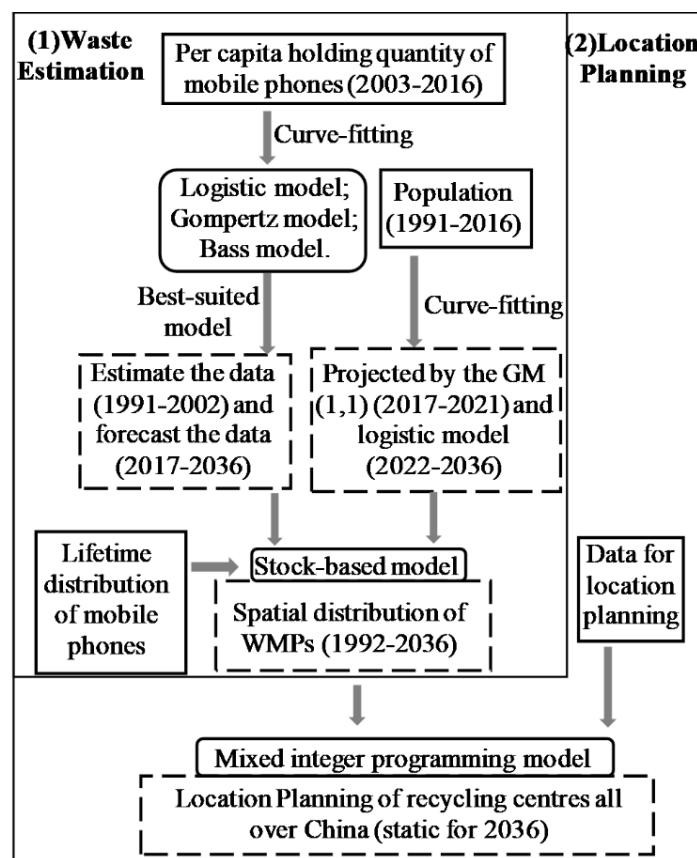 (1)Waste
Estimation
Per capita holding quantity of
mobile phones (2003-2016)
(2)Location
Planning
Curve-fitting
Logistic model;
Gompertz model;
Bass model.
Population
(1991-2016)
Best-suited
model
Curve-fitting
Estimate the data
(1991-2002) and
forecast the data
(2017-2036)
Projected by the GM
(1,1) (2017-2021) and
logistic model
(2022-2036)
Lifetime
distribution
of mobile
phones
Stock-based model
Spatial distribution of
WMPs (1992-2036)
Data for
location
planning
Mixed integer programming model
Location Planning of recycling centres all
over China (static for 2036)